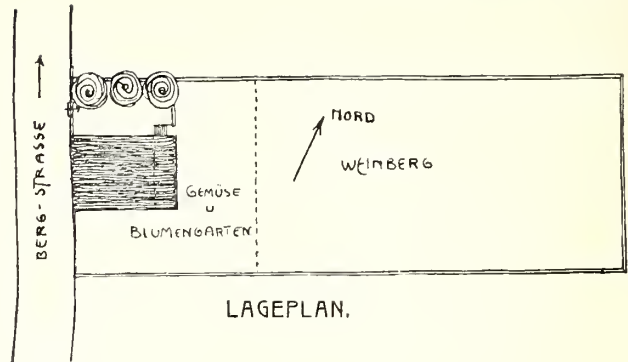 BERG-STRASSE
NORD
WEINBERG
GEMÜSE
U
BLUMENGARTEN
LAGEPLAN.